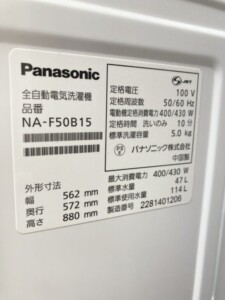 Panasonic
全自動電気洗濯機
品番
NA-F50B15
外形寸法
幅 562 mm
奥行 572 mm
高さ 880 mm
JET
定格電圧 100 V
定格周波数 50/60 Hz
電動機定格消費電力 400/430 W
定格時間 洗いのみ 10分
標準洗濯容量 5.0 kg
パナソニック株式会社
中国製
最大消費電力 400/430 W
標準水量 47 L
標準使用水量 114 L
製造番号 2281401206